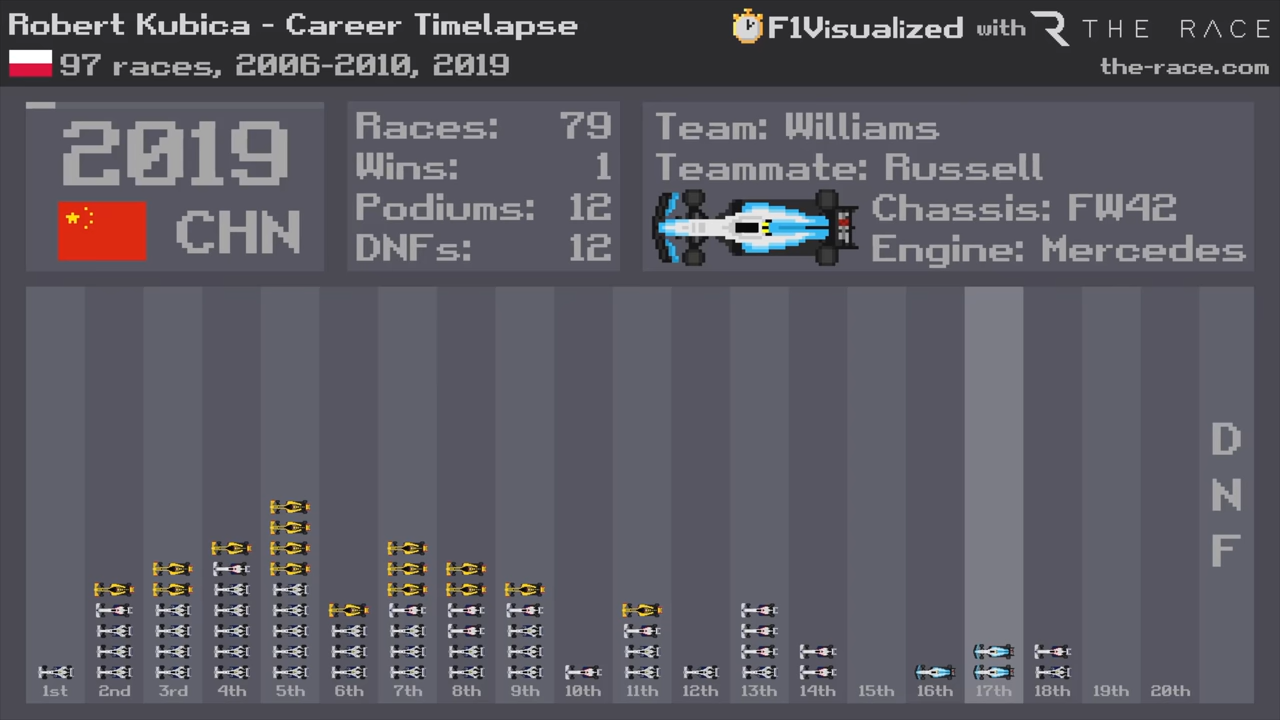 Robert Kubica - Career Timelapse
97 races, 2006-2010, 2019
F1Visualized with THE RACE
the-race.com
2019
CHN
Races: 79
Wins: 1
Podiums: 12
DNFs: 12
Team: Williams
Teammate: Russell
Chassis: FW42
Engine: Mercedes
1st 2nd 3rd 4th 5th 6th 7th 8th 9th 10th 11th 12th 13th 14th 15th 16th 17th 18th 19th 20th
D
N
F